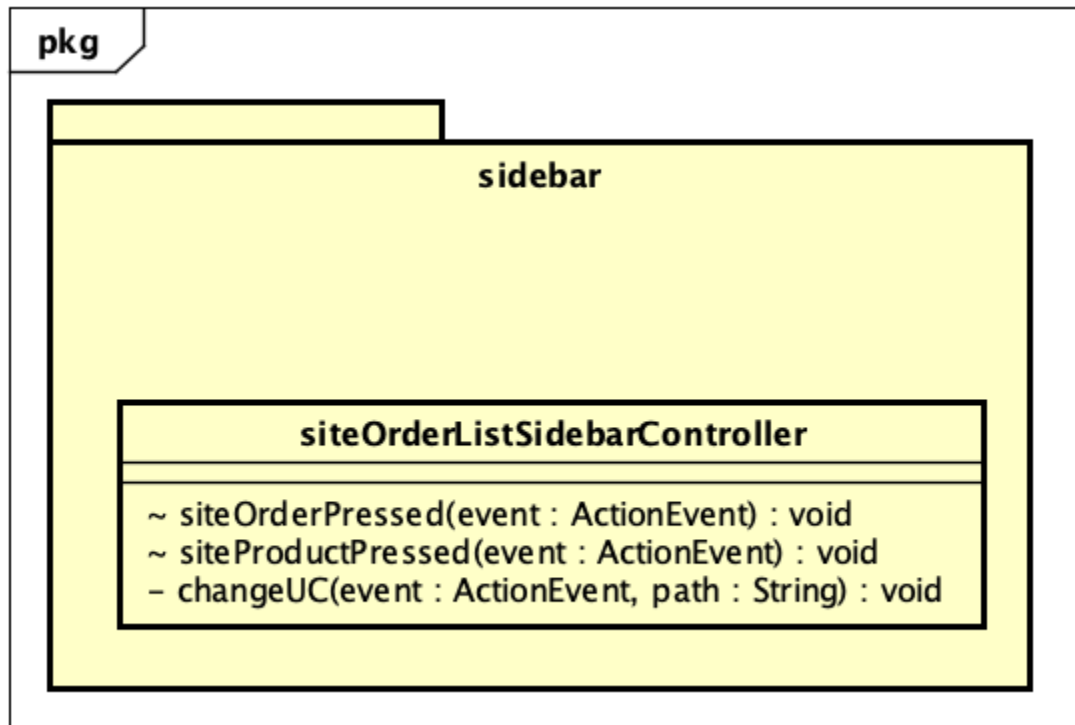 pkg
sidebar
siteOrderListSidebarController
~ siteOrderPressed(event : ActionEvent) : void
~ siteProductPressed(event : ActionEvent) : void
- changeUC(event : ActionEvent, path : String) : void